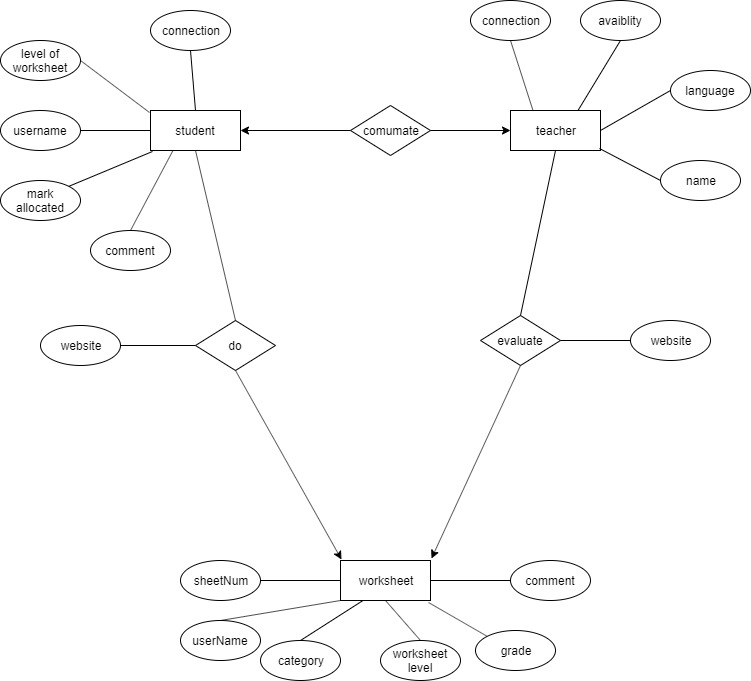 connection
connection
avaiblity
level of
worksheet
language
username
student
comumate
teacher
mark
allocated
name
comment
website
do
evaluate
website
sheetNum
worksheet
comment
userName
category
worksheet
level
grade